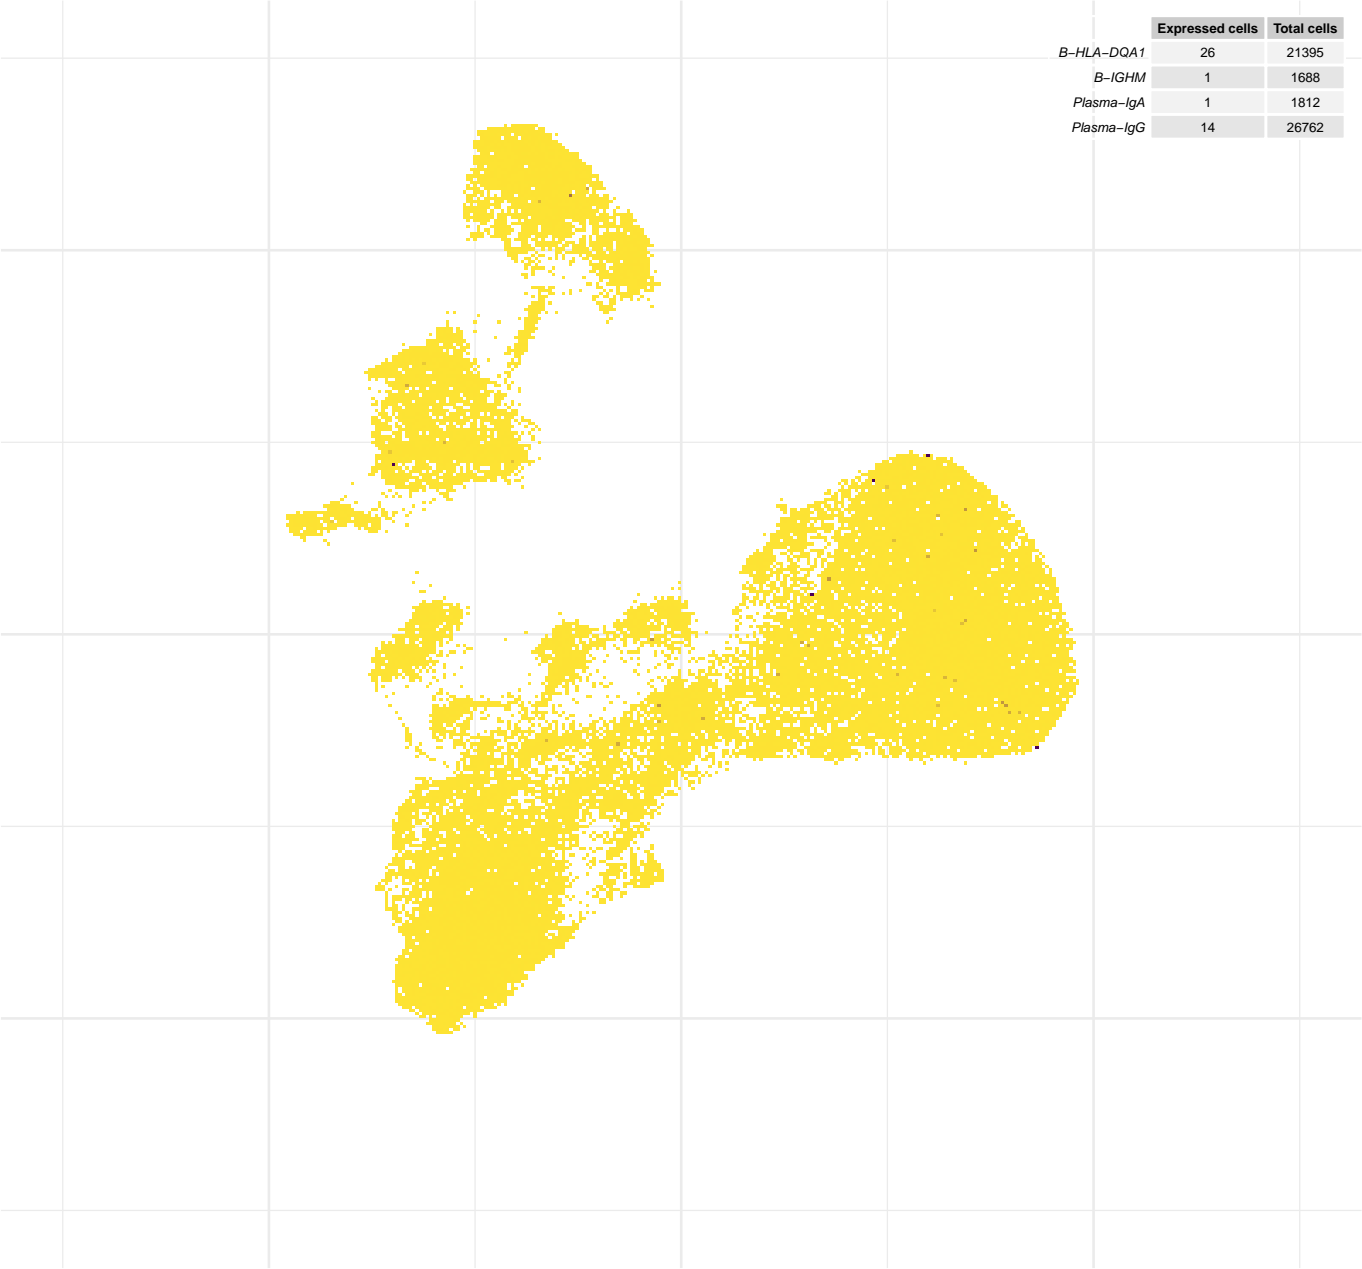 Expressed cells Total cells
B−HLA−DQA1 26 21395
B−IGHM 1 1688
Plasma−IgA 1 1812
Plasma−IgG 14 26762